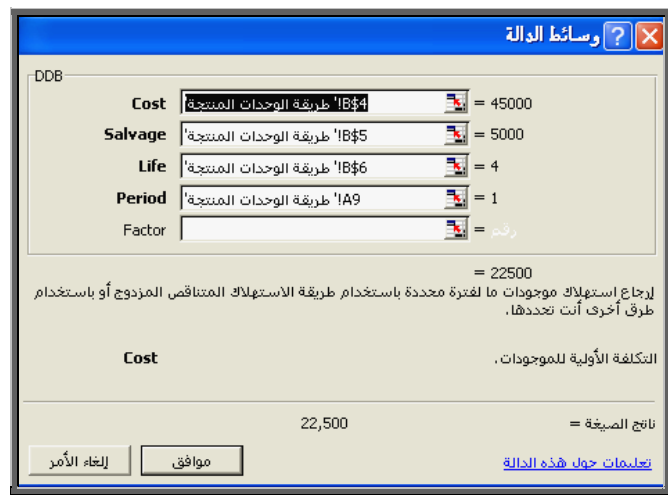 وسائط الدالة
DDB
Cost 'طريقة الوحدات المنتجة '!B$4 = 45000
Salvage 'طريقة الوحدات المنتجة '!B$5 = 5000
Life 'طريقة الوحدات المنتجة '!B$6 = 4
Period 'طريقة الوحدات المنتجة '!A9 = 1
Factor = رقم
= 22500
إرجاع استهلاك موجودات ما لفترة محددة باستخدام طريقة الاستهلاك المتناقص المزدوج أو باستخدام
طرق أخرى أنت تحددها.
Cost التكلفة الأولية للموجودات.
ناتج الصيغة = 22,500
تعليمات حول هذه الدالة
موافق
إلغاء الأمر